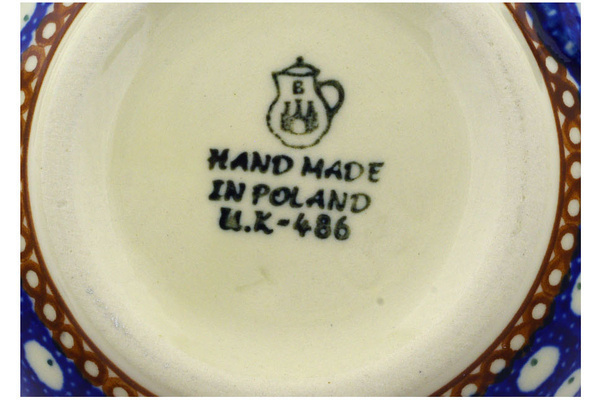 B
HAND MADE
IN POLAND
U.K-486